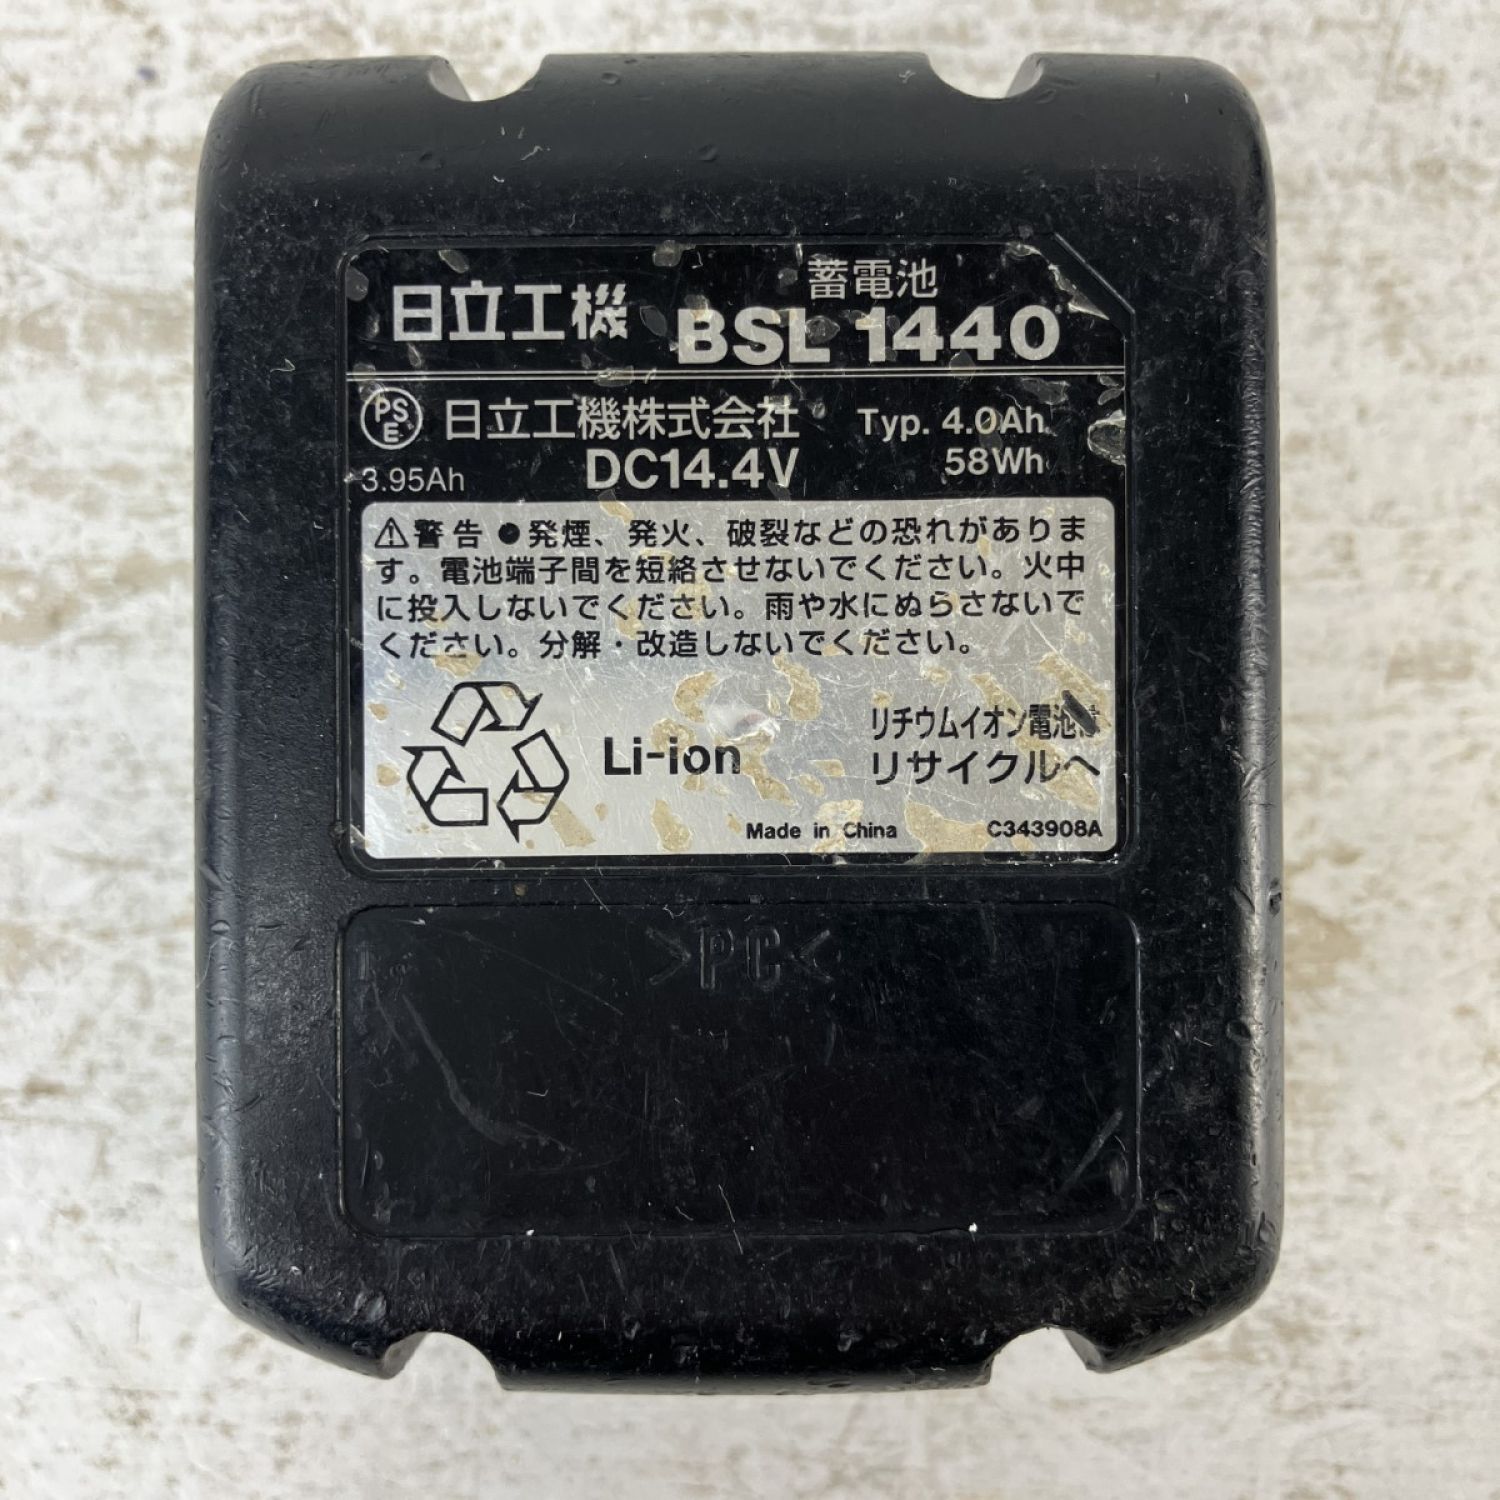 日立工機 蓄電池
BSL 1440
PSE 日立工機株式会社 Typ. 4.0Ah
3.95Ah DC14.4V 58Wh
⚠警告 ●発煙、発火、破裂などの恐れがありま
す。電池端子間を短絡させないでください。火中
に投入しないでください。雨や水にぬらさないで
ください。分解・改造しないでください。
リチウムイオン電池は
Li-ion リサイクルへ
Made in China C343908A
>PC<